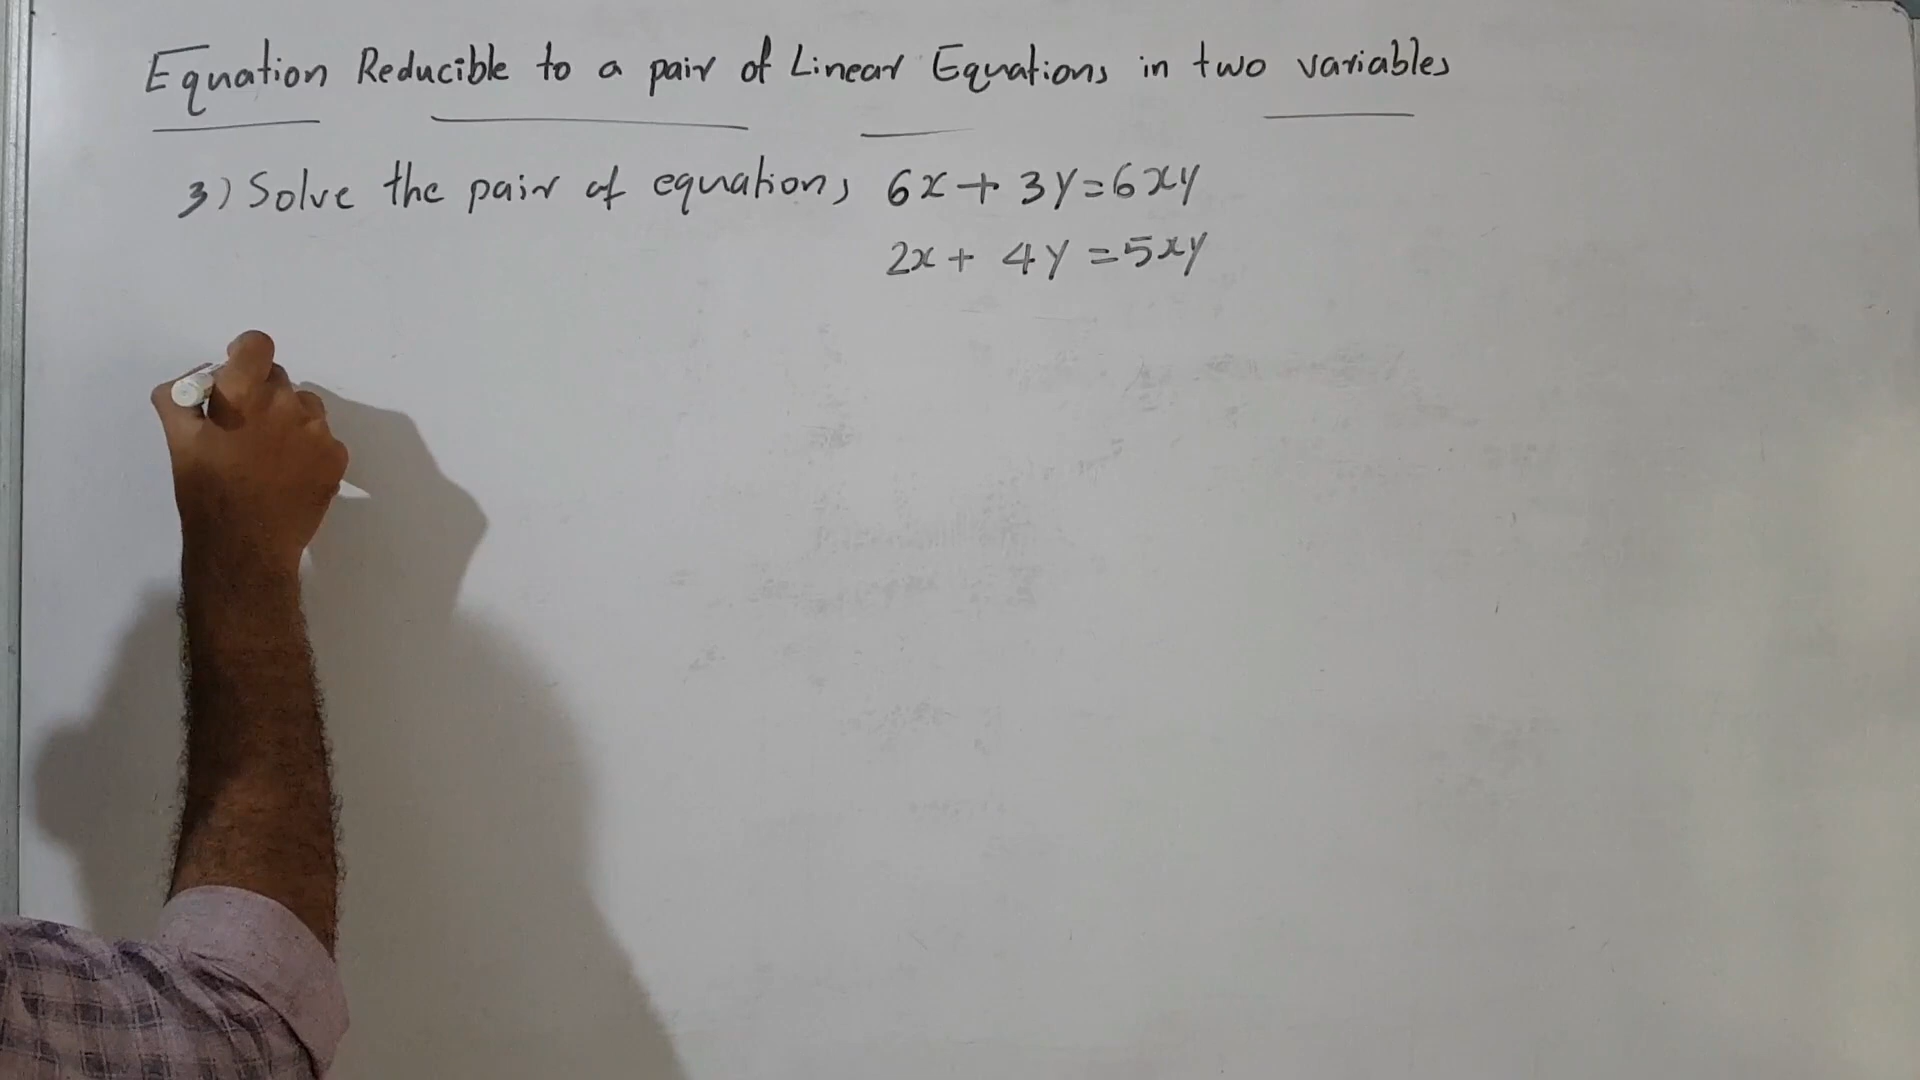 Equation Reducible to a pair of Linear Equations in two variables
3) Solve the pair of equations 6x + 3y = 6xy
2x + 4y = 5xy